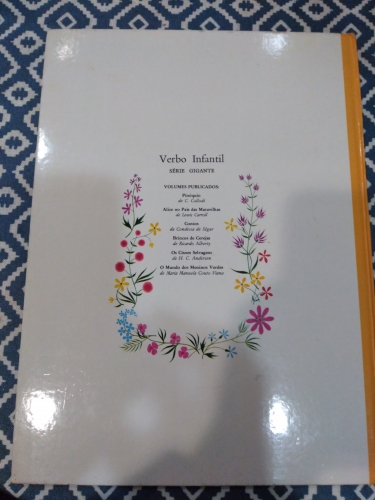 Verbo Infantil
SÉRIE GIGANTE
VOLUMES PUBLICADOS:
Pinóquio
de C. Collodi
Alice no País das Maravilhas
de Lewis Carroll
Contos
da Condessa de Ségur
Brincos de Cerejas
de Ricardo Alberty
Os Cisnes Selvagens
de H. C. Andersen
O Mundo dos Meninos Verdes
de Maria Manuela Couto Viana